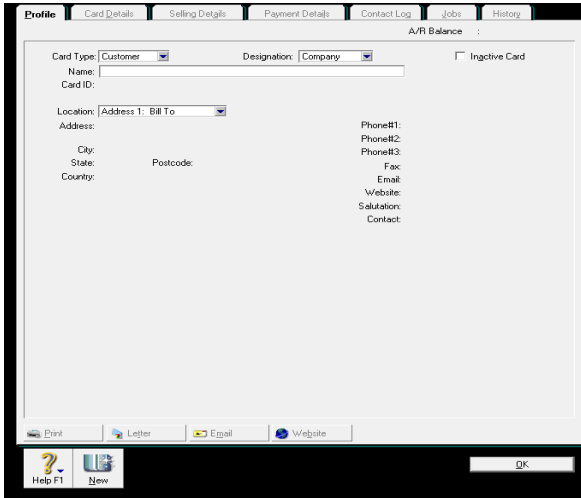 Profile Card Details Selling Details Payment Details Contact Log Jobs History
A/R Balance :
Card Type: Customer Designation: Company Inactive Card
Name:
Card ID:
Location: Address 1: Bill To
Address: Phone#1:
Phone#2:
City: Phone#3:
State: Postcode: Fax:
Country: Email:
Website:
Salutation:
Contact:
Print Letter Email Website
Help F1 New OK